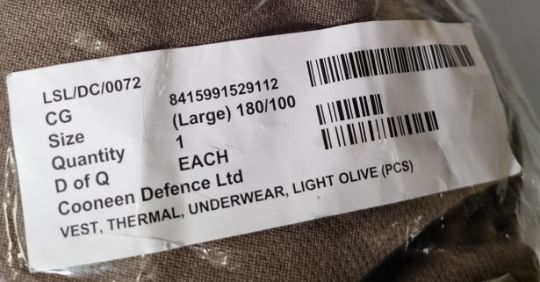 LSL/DC/0072
CG 8415991529112
Size (Large) 180/100
Quantity 1
D of Q EACH
Cooneen Defence Ltd
VEST, THERMAL, UNDERWEAR, LIGHT OLIVE (PCS)